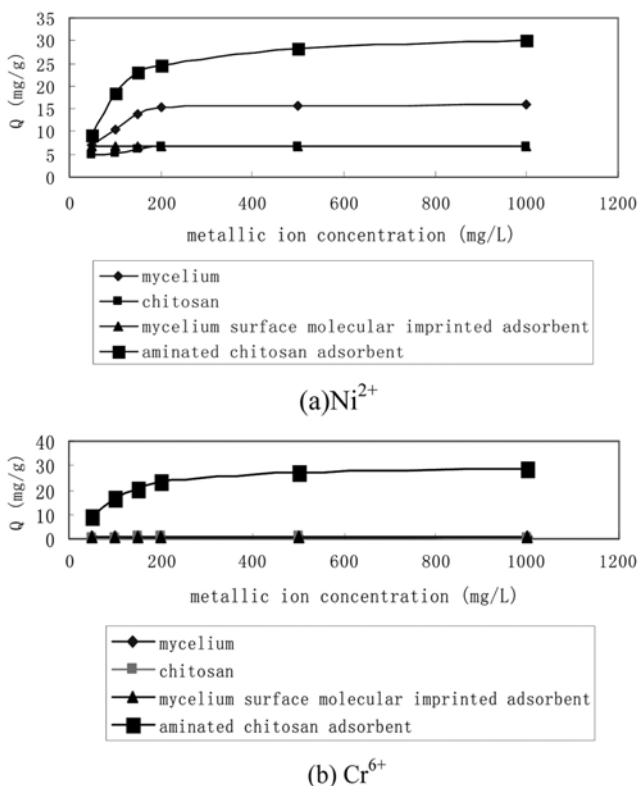 35
30
25
20
15
10
5
0
Q (mg/g)
0 200 400 600 800 1000 1200
metallic ion concentration (mg/L)
mycelium
chitosan
mycelium surface molecular imprinted adsorbent
aminated chitosan adsorbent
(a)Ni²⁺
40
30
20
10
0
Q (mg/g)
0 200 400 600 800 1000 1200
metallic ion concentration (mg/L)
mycelium
chitosan
mycelium surface molecular imprinted adsorbent
aminated chitosan adsorbent
(b) Cr⁶⁺